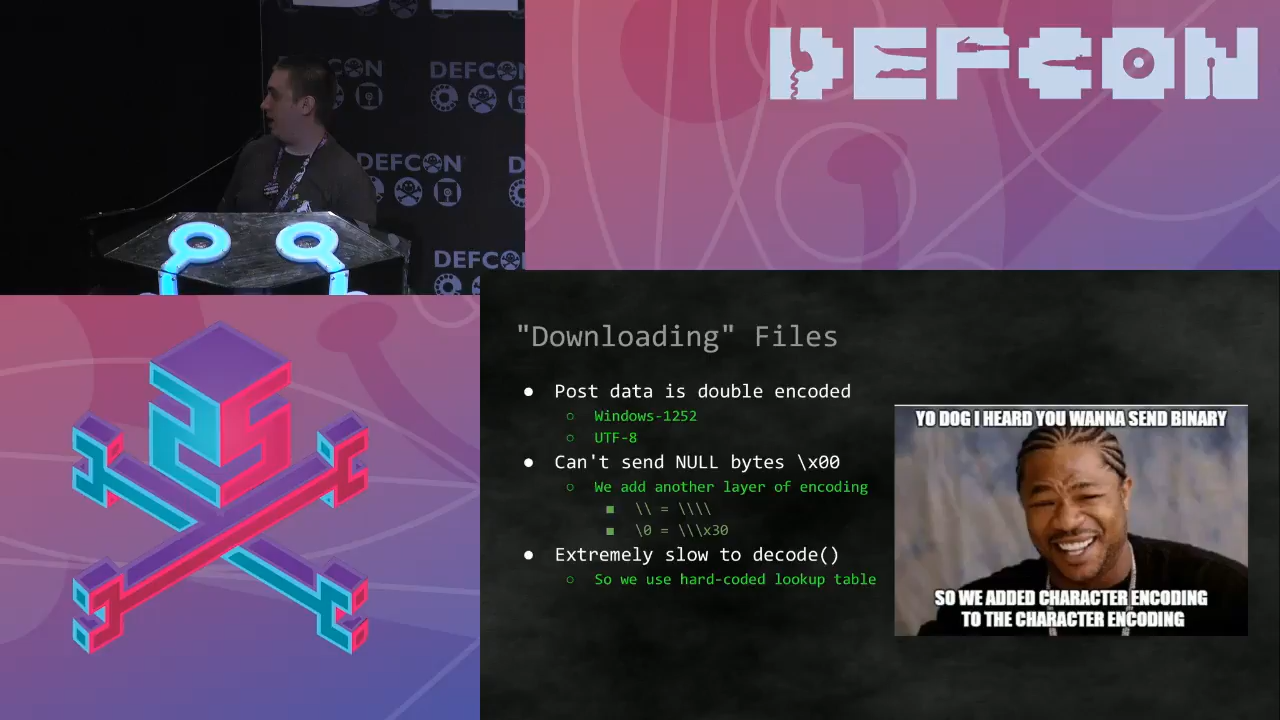 DEFCON
CON
DEFCON
DEFCON
D
DEFCON
"Downloading" Files
● Post data is double encoded
○ Windows-1252
○ UTF-8
● Can't send NULL bytes \x00
○ We add another layer of encoding
■ \\ = \\\\
■ \0 = \\\x30
● Extremely slow to decode()
○ So we use hard-coded lookup table
YO DOG I HEARD YOU WANNA SEND BINARY
SO WE ADDED CHARACTER ENCODING
TO THE CHARACTER ENCODING